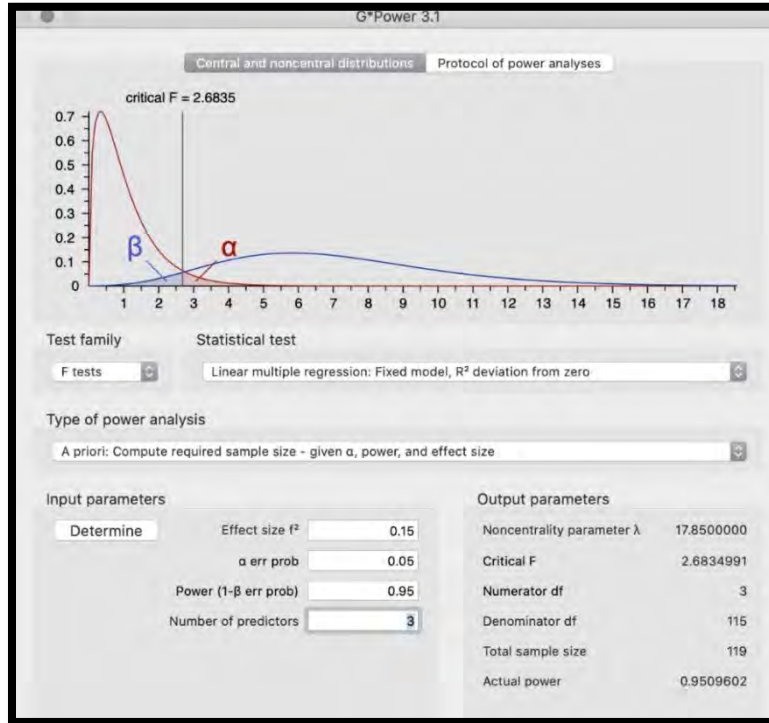 G*Power 3.1
Central and noncentral distributions Protocol of power analyses
critical F = 2.6835
0.7
0.6
0.5
0.4
0.3
0.2
0.1
0
β α
1 2 3 4 5 6 7 8 9 10 11 12 13 14 15 16 17 18
Test family Statistical test
F tests Linear multiple regression: Fixed model, R² deviation from zero
Type of power analysis
A priori: Compute required sample size - given α, power, and effect size
Input parameters Output parameters
Determine Effect size f² 0.15 Noncentrality parameter λ 17.8500000
α err prob 0.05 Critical F 2.6834991
Power (1-β err prob) 0.95 Numerator df 3
Number of predictors 3 Denominator df 115
Total sample size 119
Actual power 0.9509602